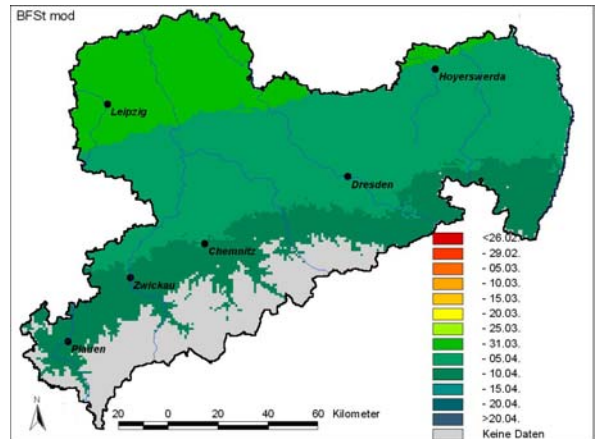 BFSt mod
Hoyerswerda
Leipzig
Dresden
Chemnitz
Zwickau
Plauen
<26.02.
- 29.02.
- 05.03.
- 10.03.
- 15.03.
- 20.03.
- 25.03.
- 31.03.
- 05.04.
- 10.04.
- 15.04.
- 20.04.
>20.04.
Keine Daten
N
20 0 20 40 60 Kilometer